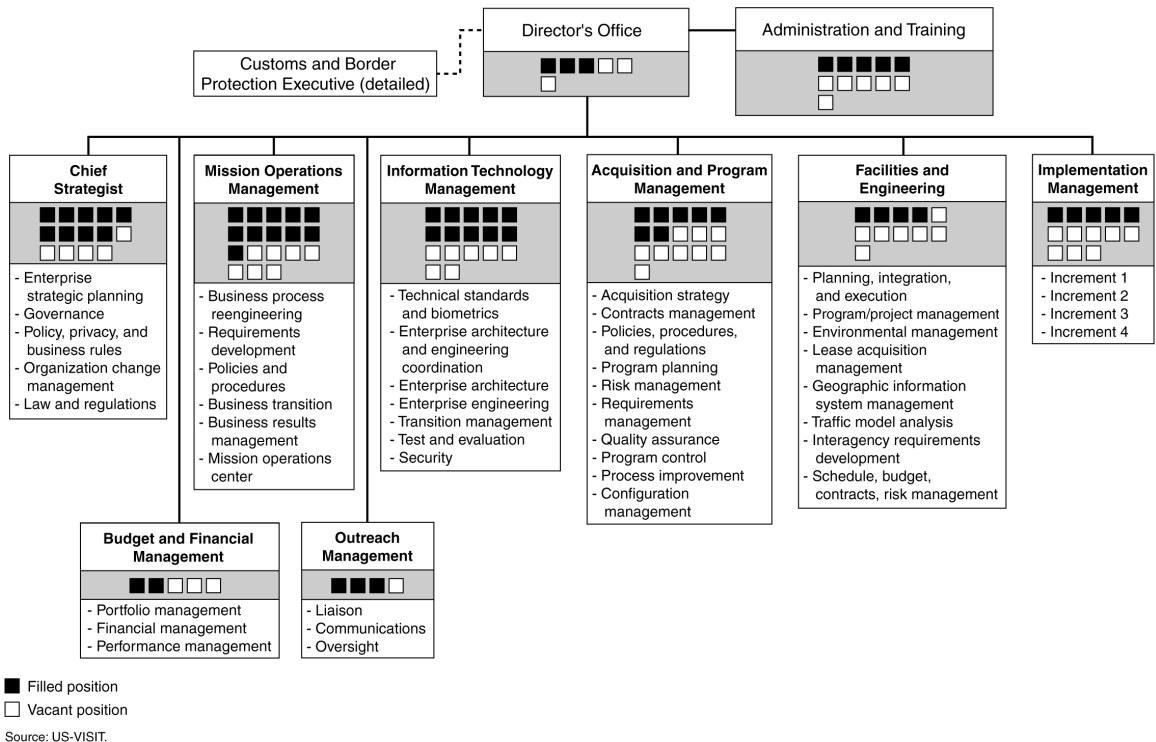 Director's Office
Administration and Training
Customs and Border
Protection Executive (detailed)
Chief
Strategist
- Enterprise
strategic planning
- Governance
- Policy, privacy, and
business rules
- Organization change
management
- Law and regulations
Mission Operations
Management
- Business process
reengineering
- Requirements
development
- Policies and
procedures
- Business transition
- Business results
management
- Mission operations
center
Information Technology
Management
- Technical standards
and biometrics
- Enterprise architecture
and engineering
coordination
- Enterprise architecture
- Enterprise engineering
- Transition management
- Test and evaluation
- Security
Acquisition and Program
Management
- Acquisition strategy
- Contracts management
- Policies, procedures,
and regulations
- Program planning
- Risk management
- Requirements
management
- Quality assurance
- Program control
- Process improvement
- Configuration
management
Facilities and
Engineering
- Planning, integration,
and execution
- Program/project management
- Environmental management
- Lease acquisition
management
- Geographic information
system management
- Traffic model analysis
- Interagency requirements
development
- Schedule, budget,
contracts, risk management
Implementation
Management
- Increment 1
- Increment 2
- Increment 3
- Increment 4
Budget and Financial
Management
- Portfolio management
- Financial management
- Performance management
Outreach
Management
- Liaison
- Communications
- Oversight
Filled position
Vacant position
Source: US-VISIT.